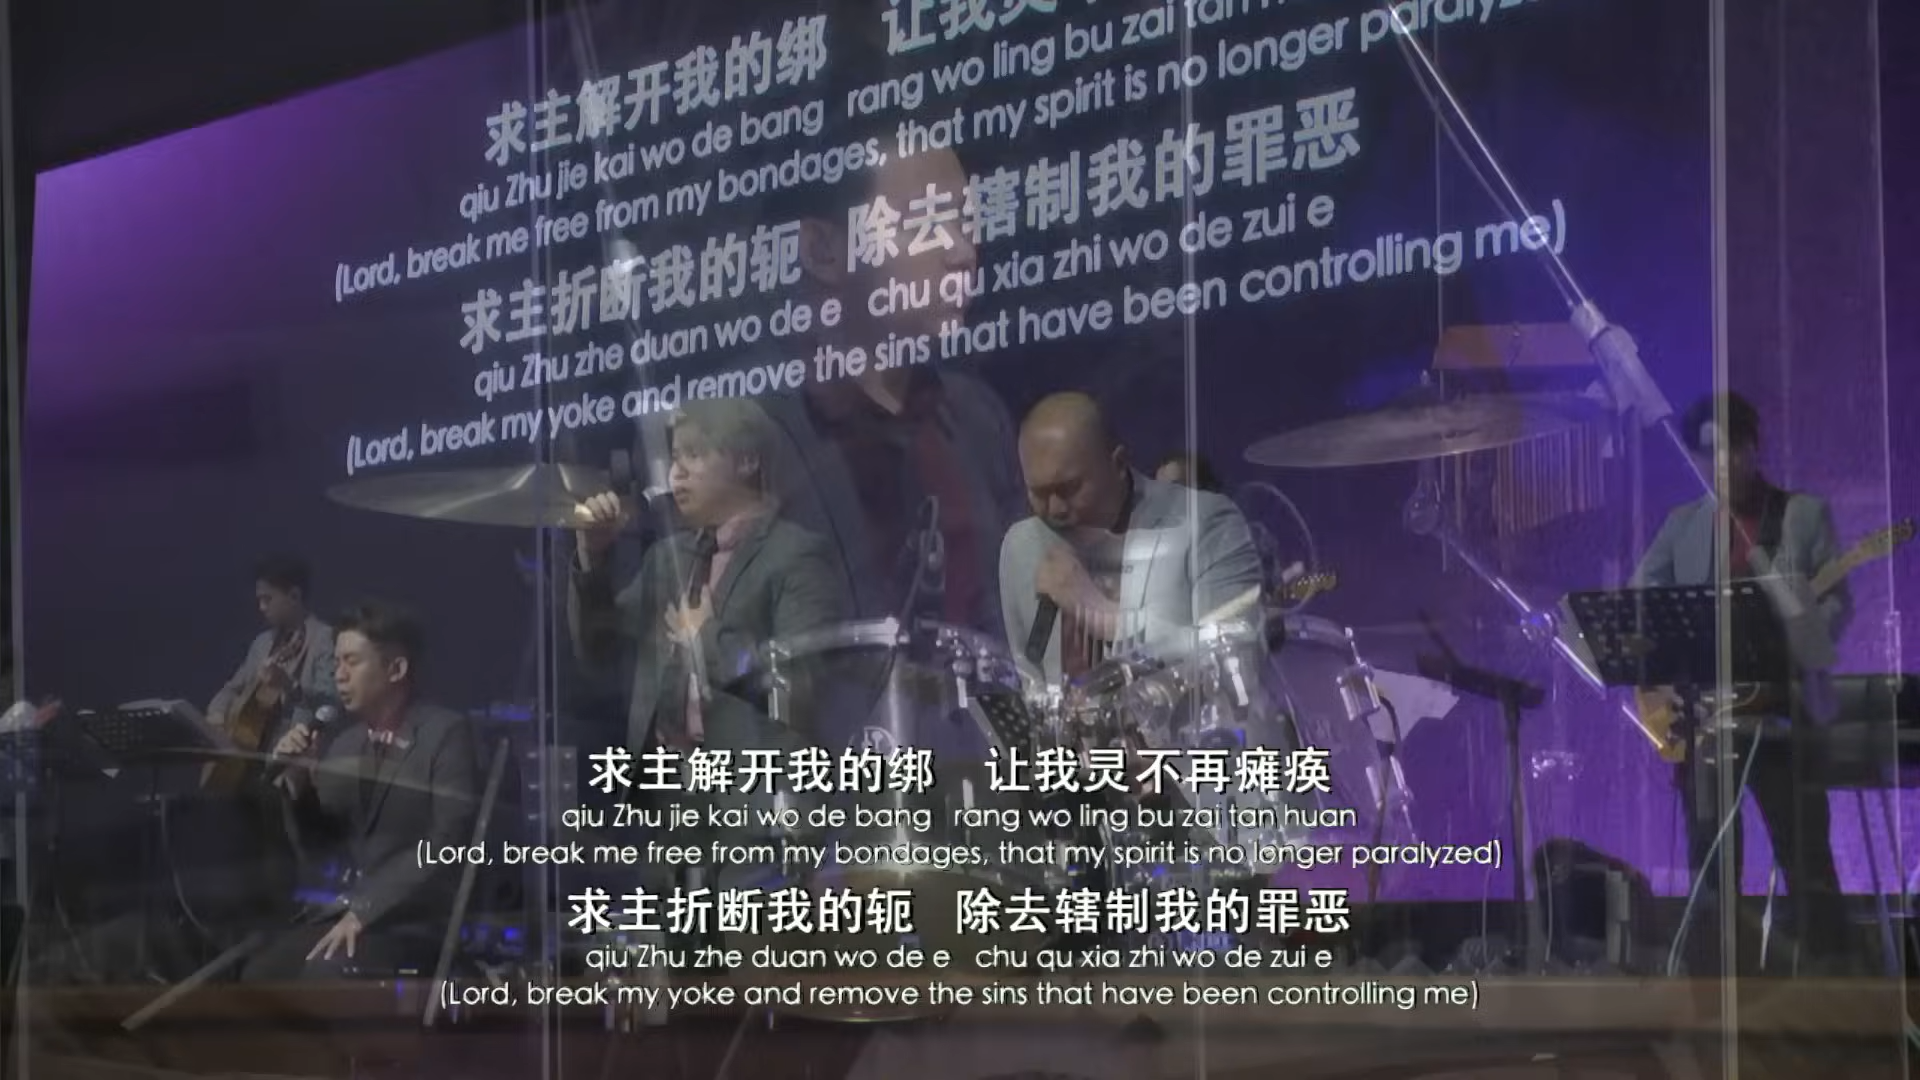 求主解开我的绑 让我灵不
qiu Zhu jie kai wo de bang rang wo ling bu zai tan
(Lord, break me free from my bondages, that my spirit is no longer paralyzed
求主折断我的轭 除去辖制我的罪恶
qiu Zhu zhe duan wo de e chu qu xia zhi wo de zui e
(Lord, break my yoke and remove the sins that have been controlling me)
求主解开我的绑 让我灵不再瘫痪
qiu Zhu jie kai wo de bang rang wo ling bu zai tan huan
(Lord, break me free from my bondages, that my spirit is no longer paralyzed)
求主折断我的轭 除去辖制我的罪恶
qiu Zhu zhe duan wo de e chu qu xia zhi wo de zui e
(Lord, break my yoke and remove the sins that have been controlling me)